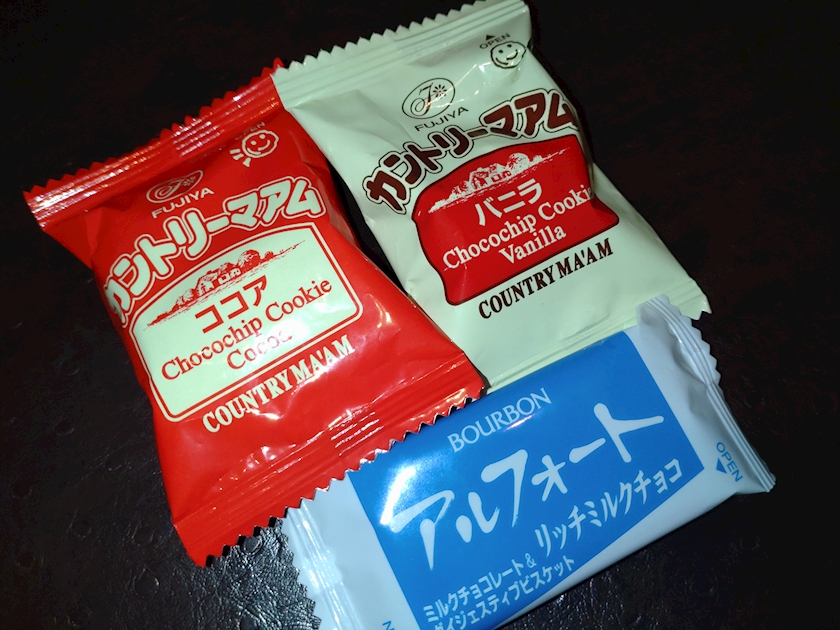 OPEN
FUJIYA
カントリーマアム
ココア
Chocochip Cookie
Cocoa
COUNTRY MA'AM
OPEN
FUJIYA
カントリーマアム
バニラ
Chocochip Cookie
Vanilla
COUNTRY MA'AM
BOURBON
アルフォート
リッチミルクチョコ
ミルクチョコレート&
ダイジェスティブビスケット
OPEN